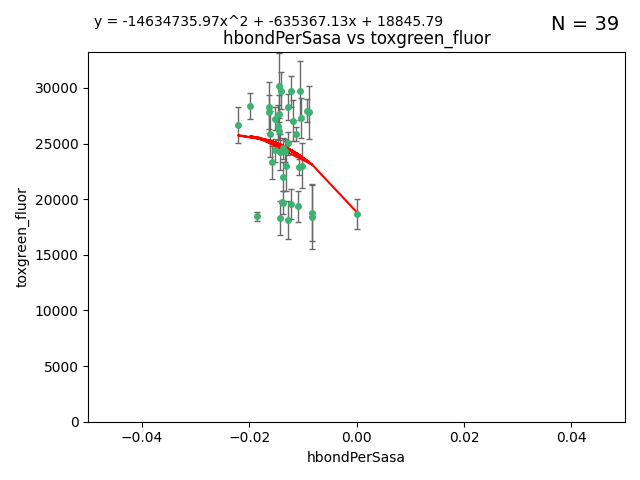 y = -14634735.97x^2 + -635367.13x + 18845.79
N = 39
hbondPerSasa vs toxgreen_fluor
30000
25000
20000
15000
10000
5000
0
toxgreen_fluor
−0.04
−0.02
0.00
0.02
0.04
hbondPerSasa